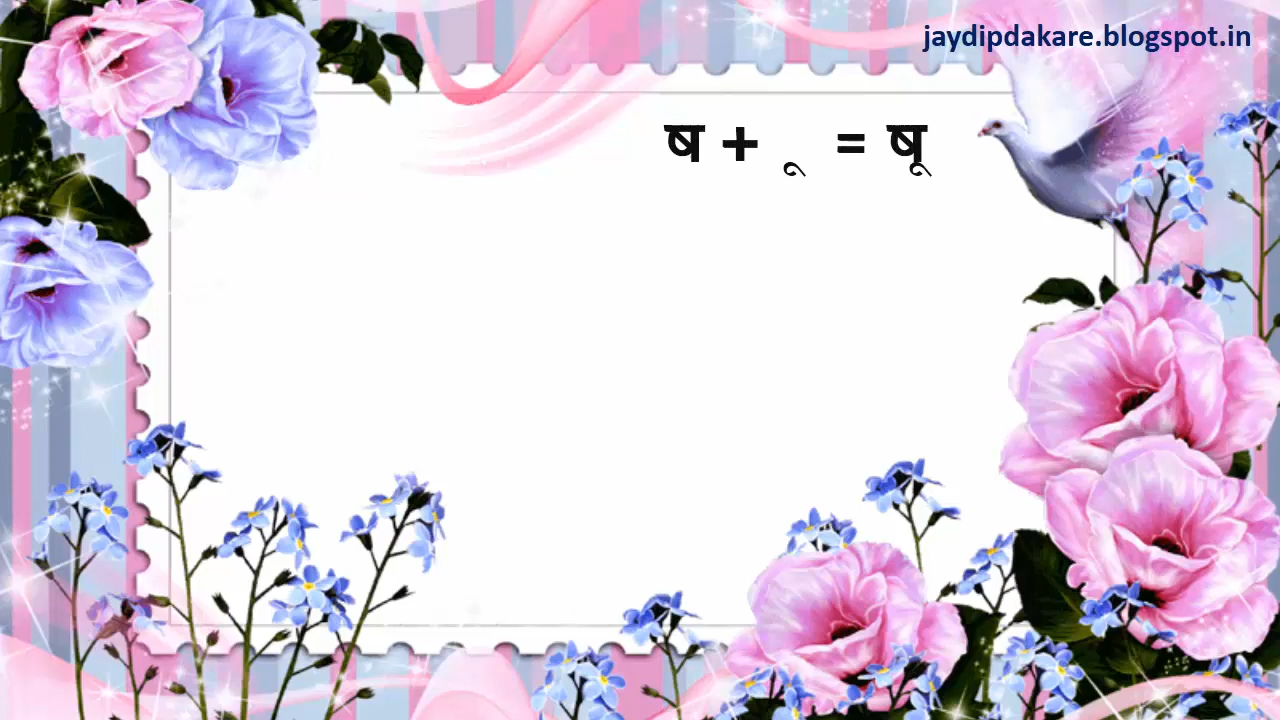 jaydipdakare.blogspot.in
ष + ू = षू